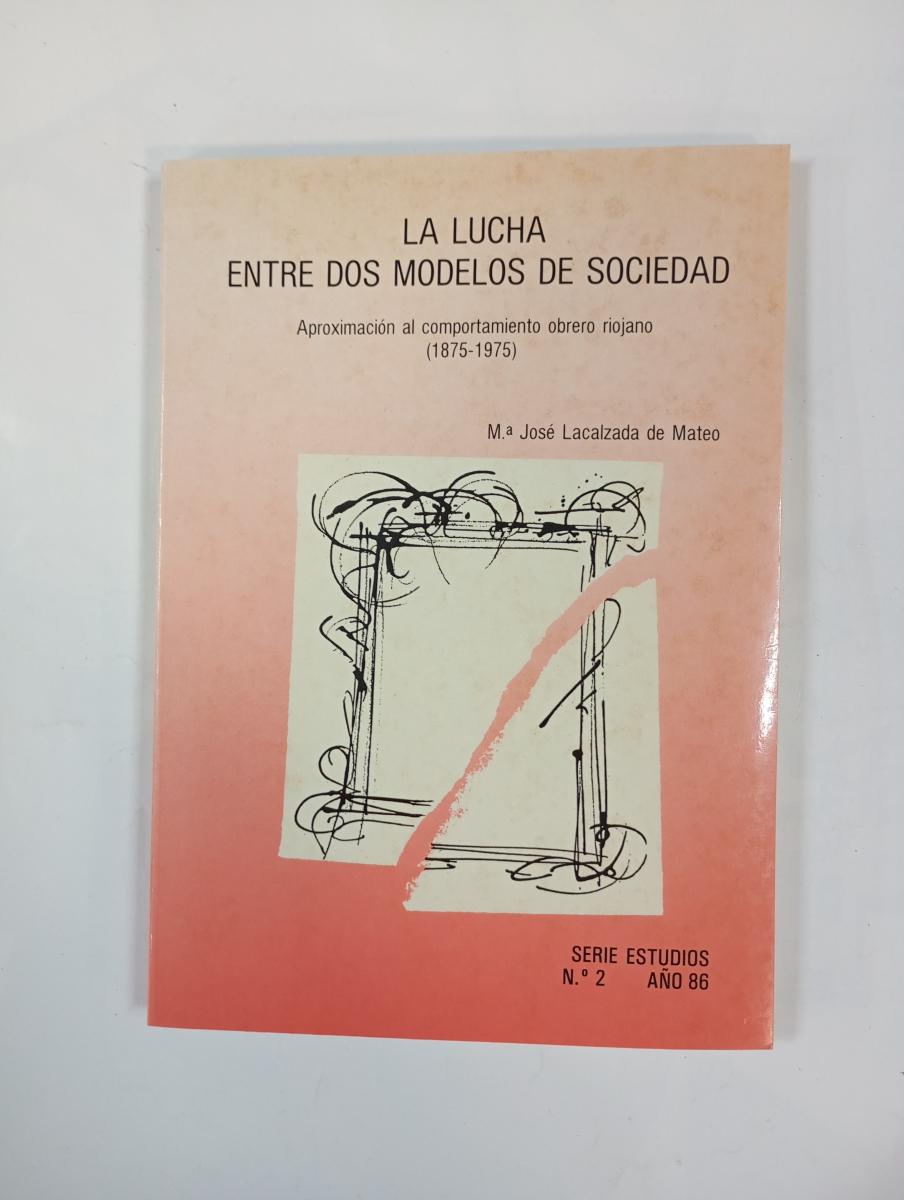 LA LUCHA
ENTRE DOS MODELOS DE SOCIEDAD
Aproximación al comportamiento obrero riojano
(1875-1975)
M.ª José Lacalzada de Mateo
SERIE ESTUDIOS
N.º 2 AÑO 86